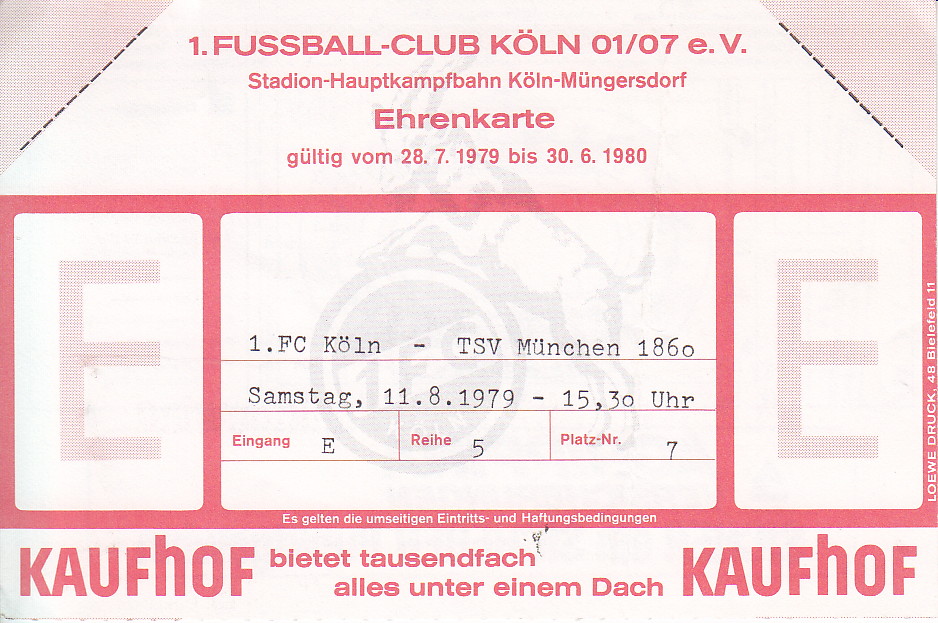 1. FUSSBALL-CLUB KÖLN 01/07 e. V.
Stadion-Hauptkampfbahn Köln-Müngersdorf
Ehrenkarte
gültig vom 28. 7. 1979 bis 30. 6. 1980
E
E
1.FC Köln - TSV München 186o
Samstag, 11.8.1979 - 15,3o Uhr
Eingang E Reihe 5 Platz-Nr. 7
LOEWE DRUCK, 48 Bielefeld 11
Es gelten die umseitigen Eintritts- und Haftungsbedingungen
KAUFhOF bietet tausendfach alles unter einem Dach KAUFhOF